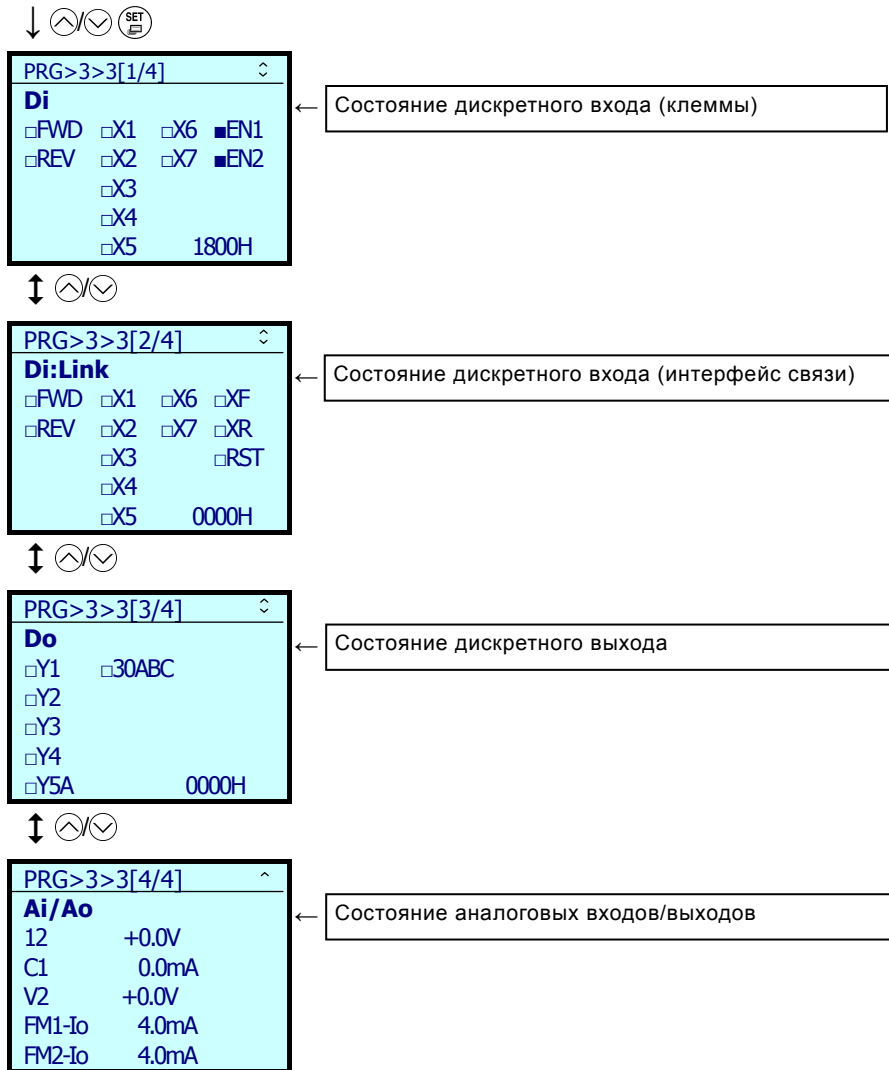 ↓ / SET
PRG>3>3[1/4]
Di
□FWD □X1 □X6 ■EN1
□REV □X2 □X7 ■EN2
□X3
□X4
□X5 1800H
← Состояние дискретного входа (клеммы)
↕ /
PRG>3>3[2/4]
Di:Link
□FWD □X1 □X6 □XF
□REV □X2 □X7 □XR
□X3 □RST
□X4
□X5 0000H
← Состояние дискретного входа (интерфейс связи)
↕ /
PRG>3>3[3/4]
Do
□Y1 □30ABC
□Y2
□Y3
□Y4
□Y5A 0000H
← Состояние дискретного выхода
↕ /
PRG>3>3[4/4]
Ai/Ao
12 +0.0V
C1 0.0mA
V2 +0.0V
FM1-Io 4.0mA
FM2-Io 4.0mA
← Состояние аналоговых входов/выходов